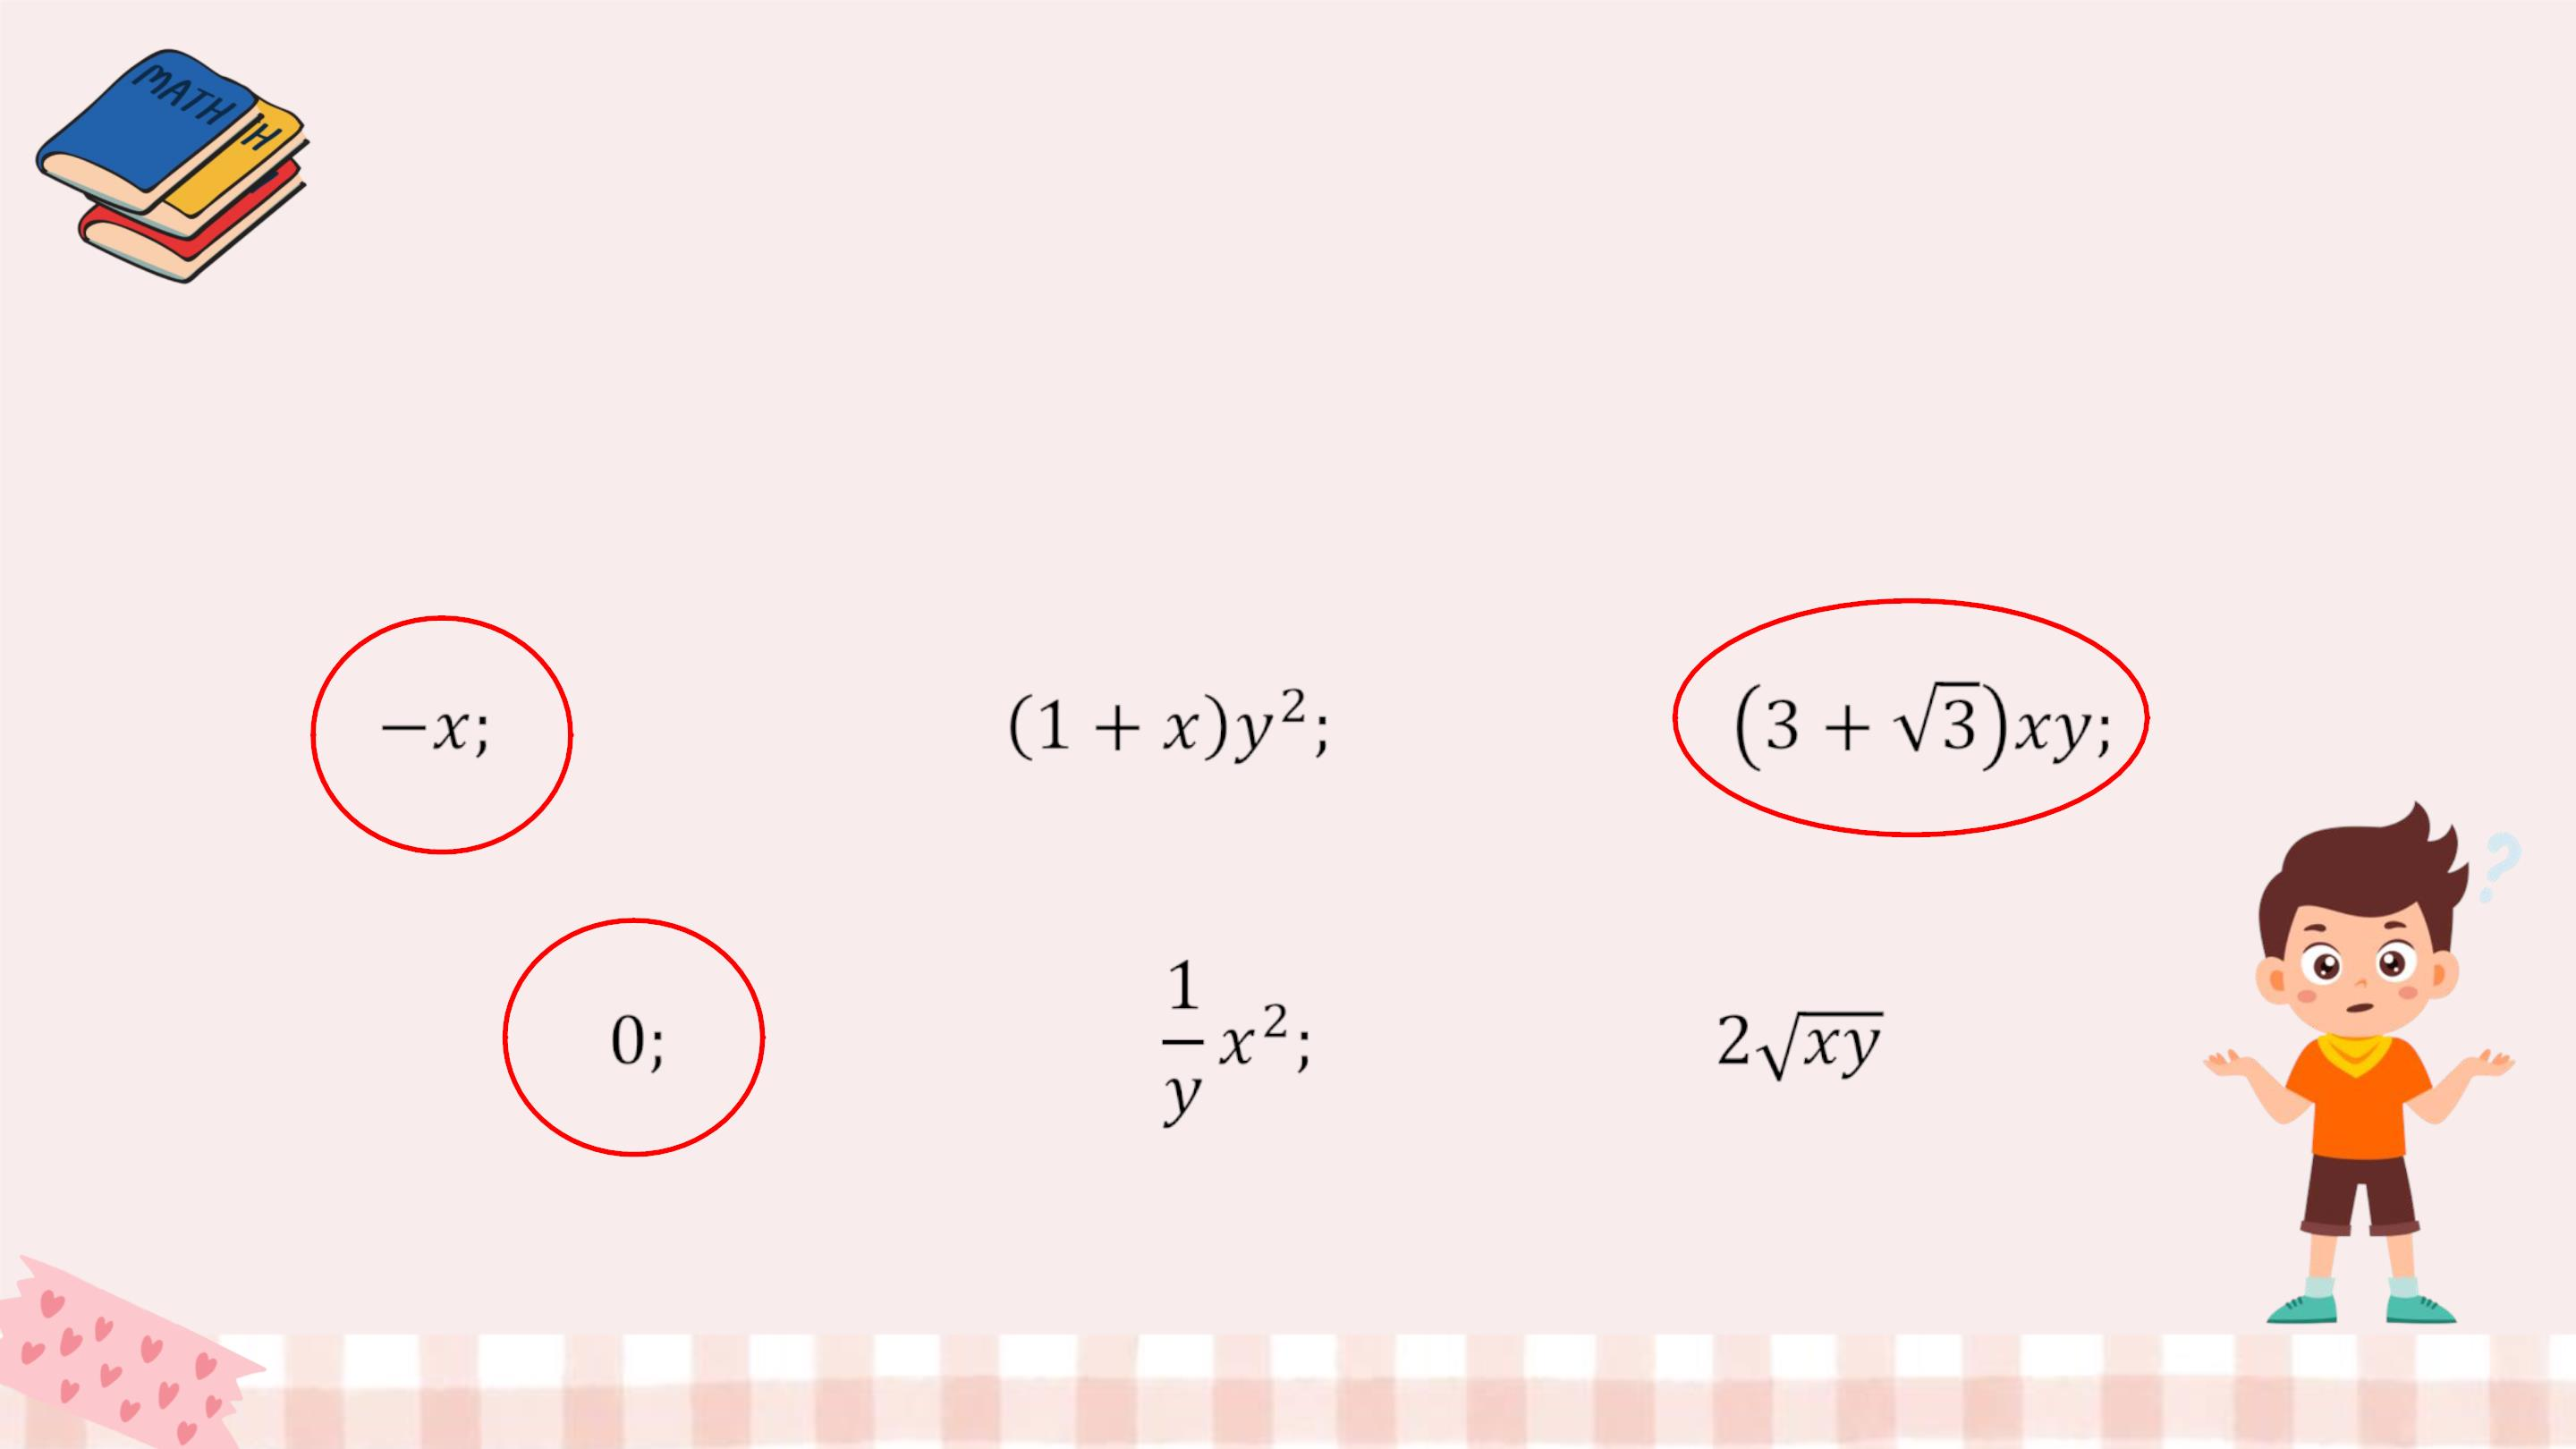 MATH
H
−x; (1 + x)y²; (3 + √3)xy;
0; 1/y x²; 2√xy
?